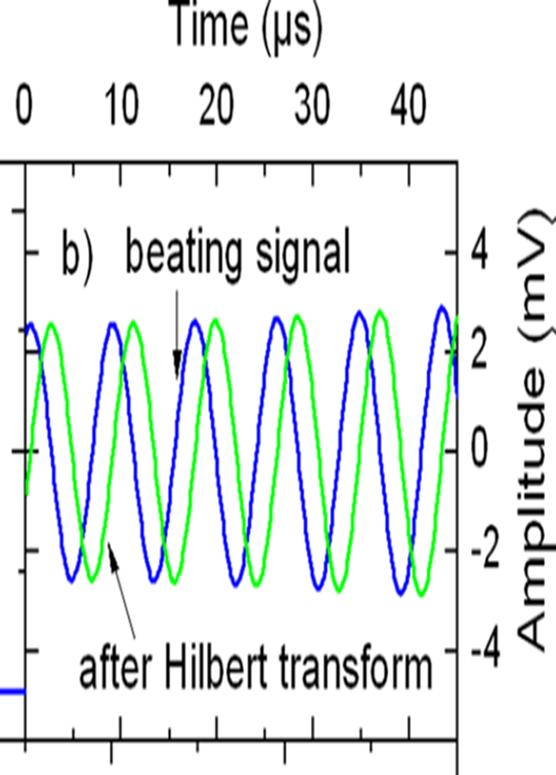 Time (μs)
0 10 20 30 40
b) beating signal
4
2
0
-2
-4
Amplitude (mV)
after Hilbert transform